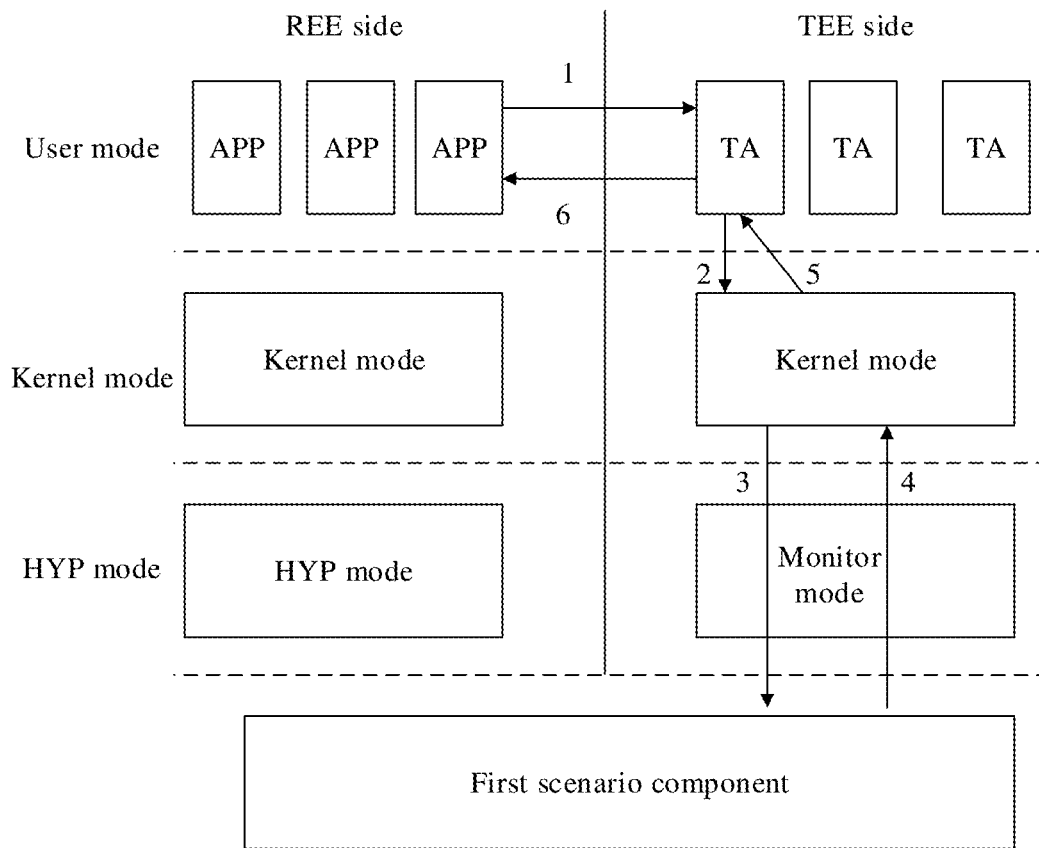 REE side
TEE side
1
User mode
APP
APP
APP
TA
TA
TA
6
2
5
Kernel mode
Kernel mode
Kernel mode
3
4
HYP mode
HYP mode
Monitor
mode
First scenario component